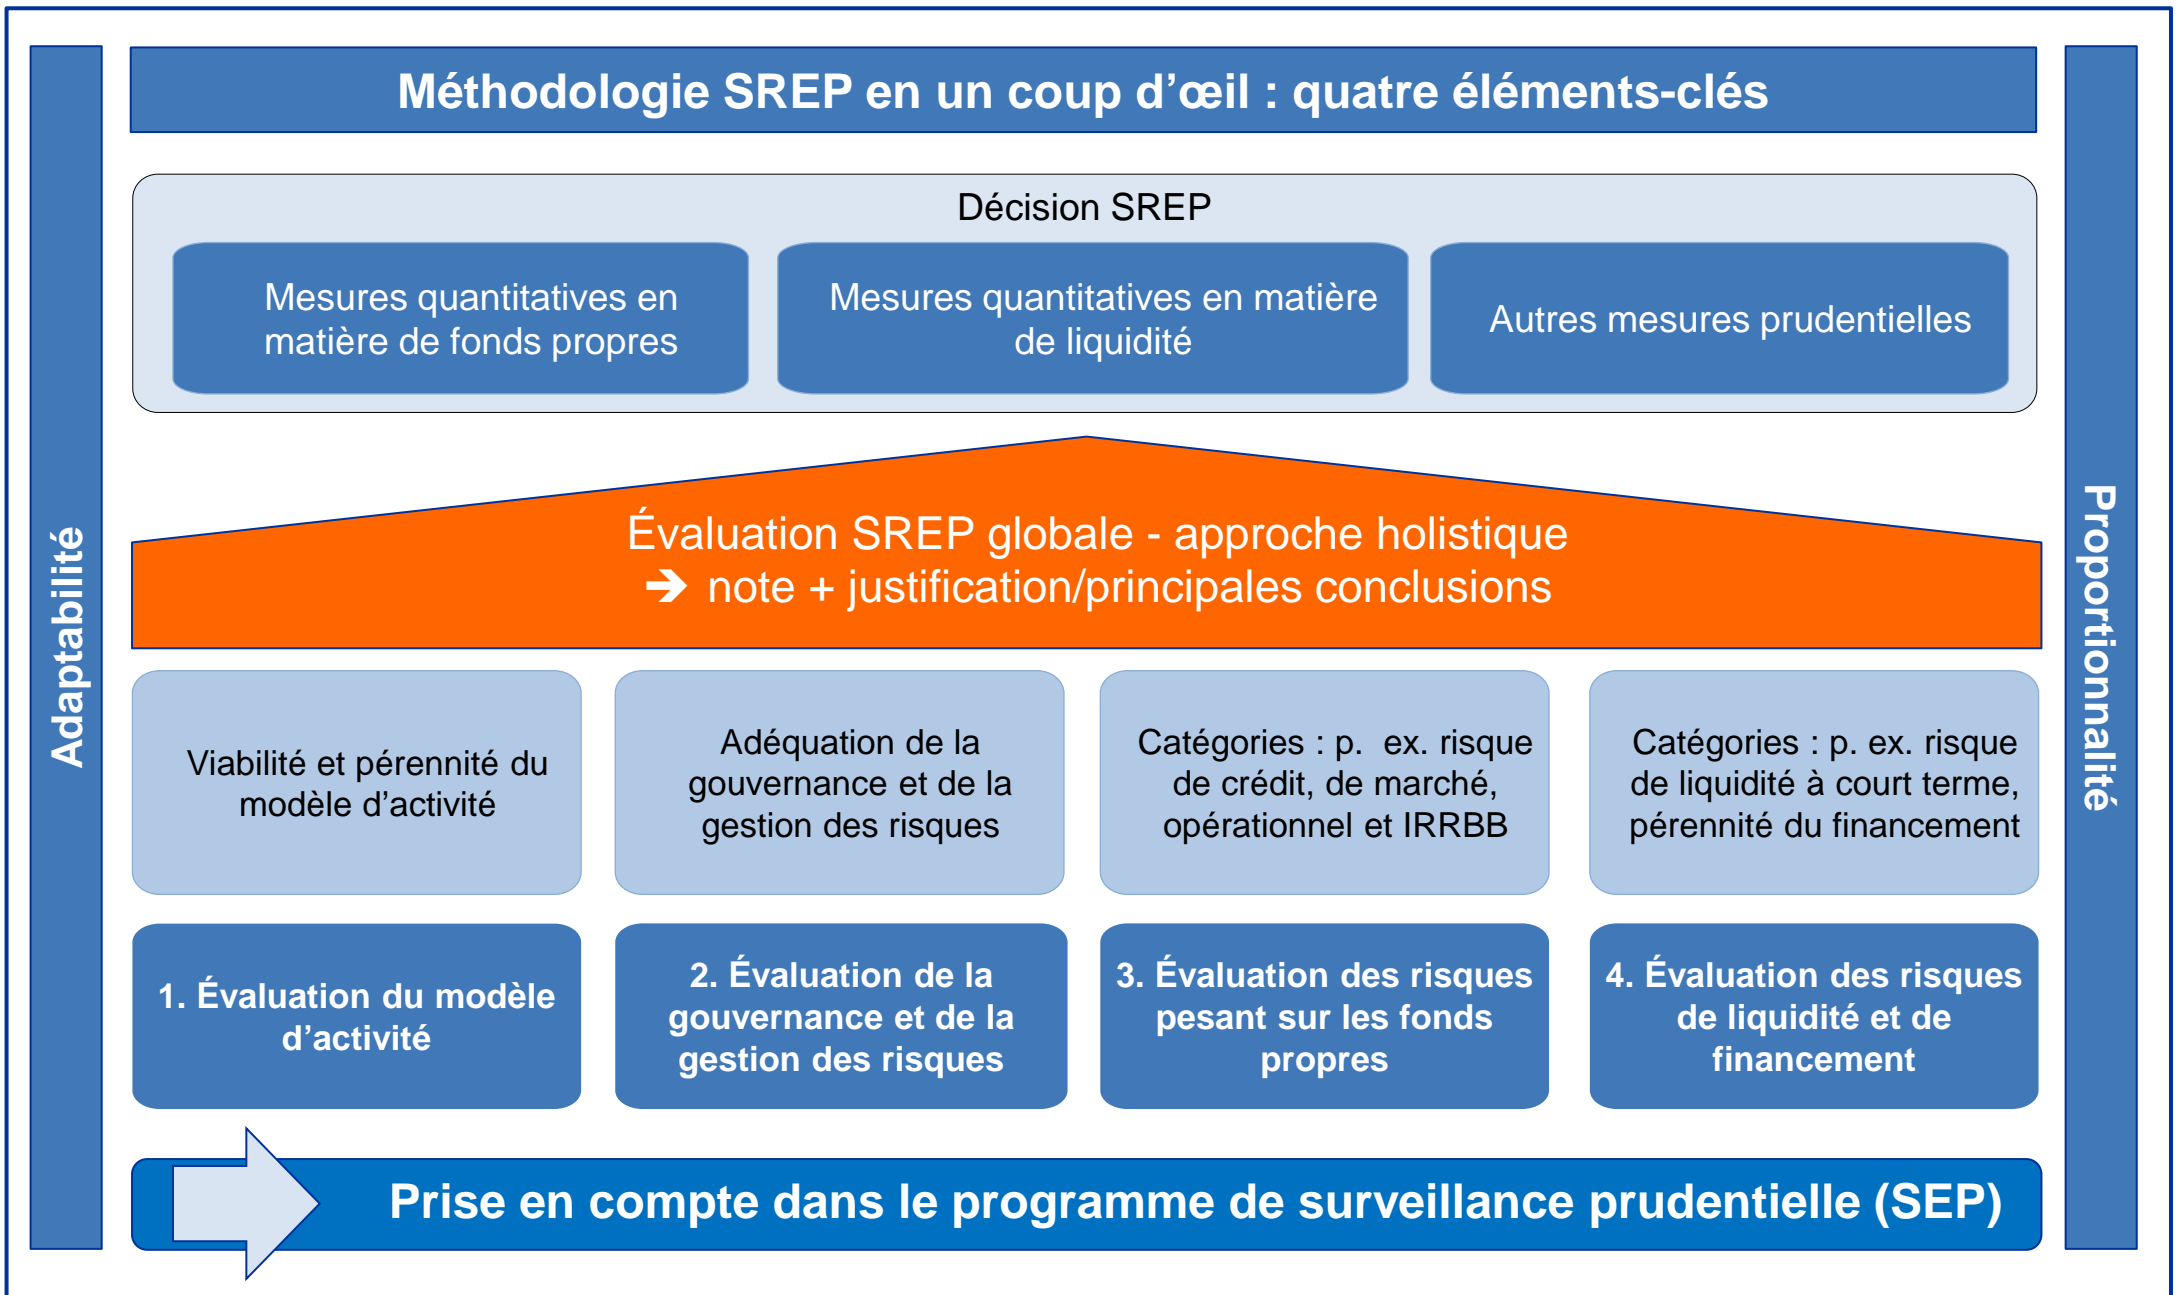 Méthodologie SREP en un coup d’œil : quatre éléments-clés
Adaptabilité
Proportionnalité
Décision SREP
Mesures quantitatives en
matière de fonds propres
Mesures quantitatives en matière
de liquidité
Autres mesures prudentielles
Évaluation SREP globale - approche holistique
➔ note + justification/principales conclusions
Viabilité et pérennité du
modèle d’activité
Adéquation de la
gouvernance et de la
gestion des risques
Catégories : p. ex. risque
de crédit, de marché,
opérationnel et IRRBB
Catégories : p. ex. risque
de liquidité à court terme,
pérennité du financement
1. Évaluation du modèle
d’activité
2. Évaluation de la
gouvernance et de la
gestion des risques
3. Évaluation des risques
pesant sur les fonds
propres
4. Évaluation des risques
de liquidité et de
financement
Prise en compte dans le programme de surveillance prudentielle (SEP)